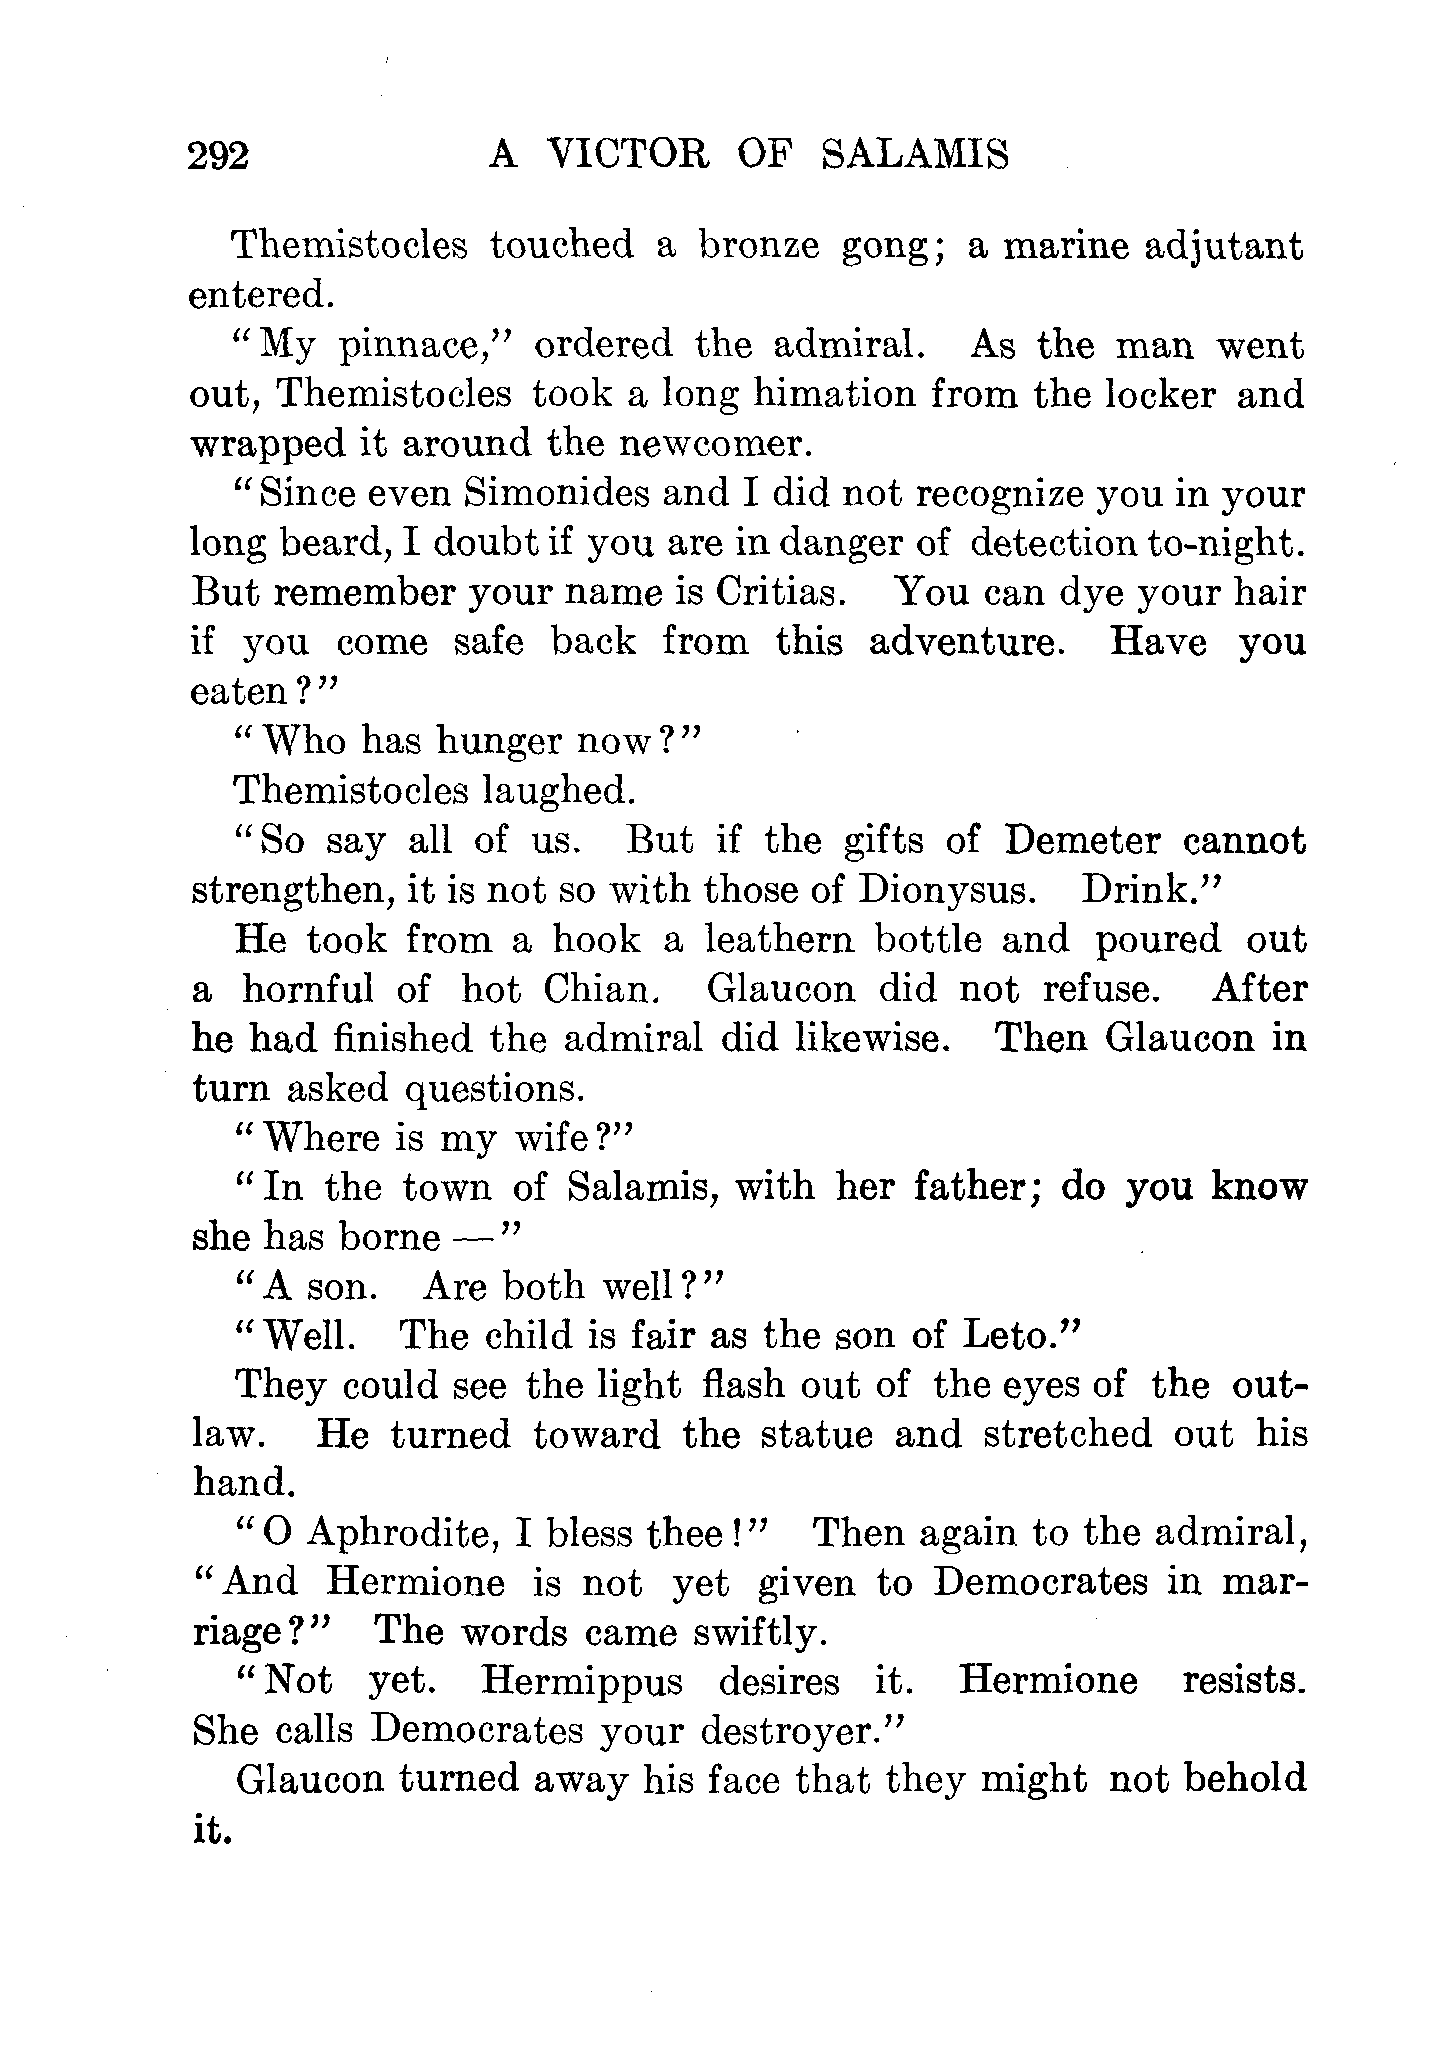 292 A VICTOR OF SALAMIS
Themistocles touched a bronze gong; a marine adjutant
entered.
"My pinnace," ordered the admiral. As the man went
out, Themistocles took a long himation from the locker and
wrapped it around the newcomer.
"Since even Simonides and I did not recognize you in your
long beard, I doubt if you are in danger of detection to-night.
But remember your name is Critias. You can dye your hair
if you come safe back from this adventure. Have you
eaten?"
"Who has hunger now?"
Themistocles laughed.
"So say all of us. But if the gifts of Demeter cannot
strengthen, it is not so with those of Dionysus. Drink."
He took from a hook a leathern bottle and poured out
a hornful of hot Chian. Glaucon did not refuse. After
he had finished the admiral did likewise. Then Glaucon in
turn asked questions.
"Where is my wife?"
"In the town of Salamis, with her father; do you know
she has borne —"
"A son. Are both well?"
"Well. The child is fair as the son of Leto."
They could see the light flash out of the eyes of the out-
law. He turned toward the statue and stretched out his
hand.
"O Aphrodite, I bless thee!" Then again to the admiral,
"And Hermione is not yet given to Democrates in mar-
riage?" The words came swiftly.
"Not yet. Hermippus desires it. Hermione resists.
She calls Democrates your destroyer."
Glaucon turned away his face that they might not behold
it.